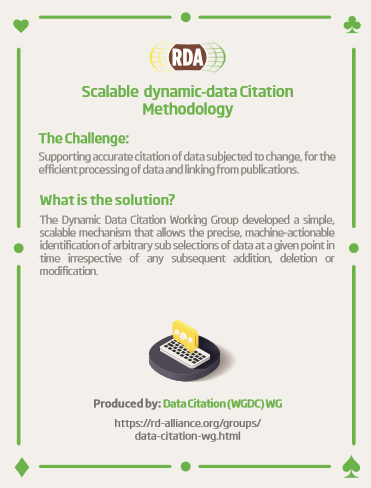 RDA
Scalable dynamic-data Citation
Methodology
The Challenge:
Supporting accurate citation of data subjected to change, for the
efficient processing of data and linking from publications.
What is the solution?
The Dynamic Data Citation Working Group developed a simple,
scalable mechanism that allows the precise, machine-actionable
identification of arbitrary sub selections of data at a given point in
time irrespective of any subsequent addition, deletion or
modification.
Produced by: Data Citation (WGDC) WG
https://rd-alliance.org/groups/
data-citation-wg.html